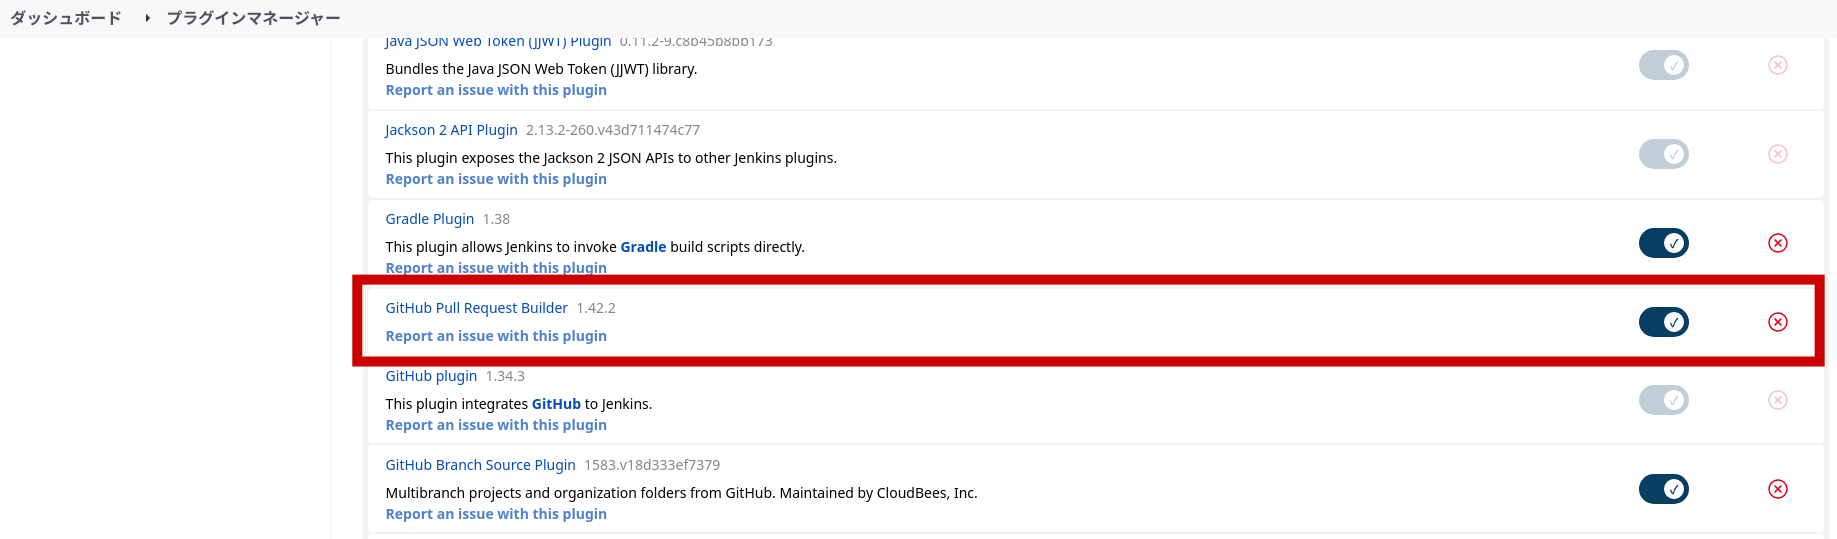 ダッシュボード
プラグインマネージャー
Java JSON Web Token (JJWT) Plugin 0.11.2-9.c8b45b8bb173
Bundles the Java JSON Web Token (JJWT) library.
Report an issue with this plugin
Jackson 2 API Plugin 2.13.2-260.v43d711474c77
This plugin exposes the Jackson 2 JSON APIs to other Jenkins plugins.
Report an issue with this plugin
Gradle Plugin 1.38
This plugin allows Jenkins to invoke Gradle build scripts directly.
Report an issue with this plugin
GitHub Pull Request Builder 1.42.2
Report an issue with this plugin
GitHub plugin 1.34.3
This plugin integrates GitHub to Jenkins.
Report an issue with this plugin
GitHub Branch Source Plugin 1583.v18d333ef7379
Multibranch projects and organization folders from GitHub. Maintained by CloudBees, Inc.
Report an issue with this plugin